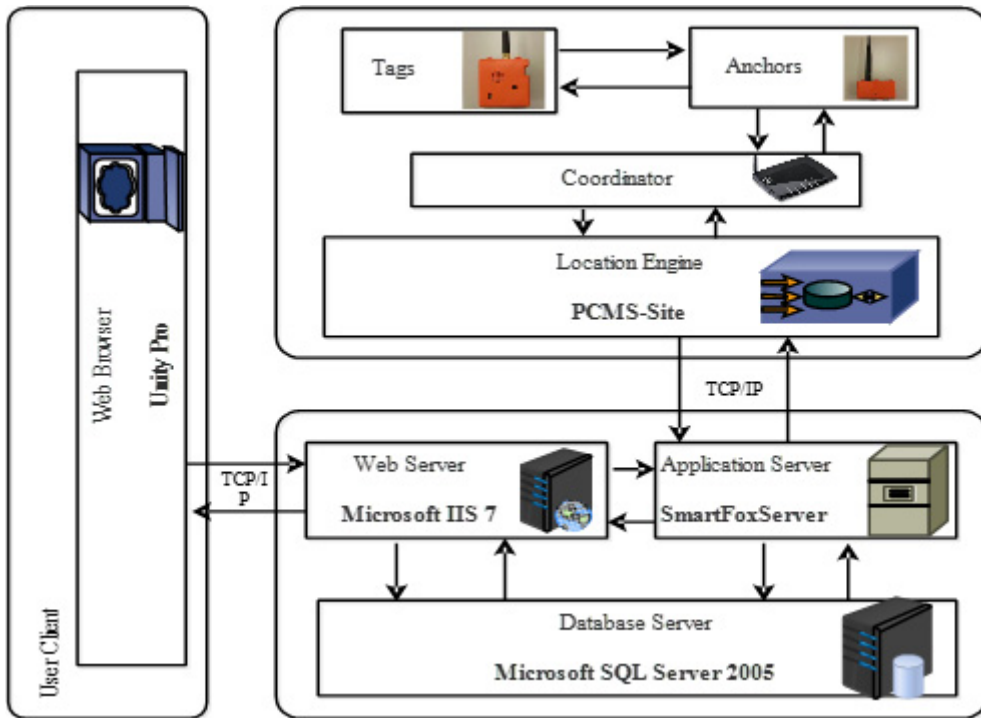 Tags
Anchors
Coordinator
Location Engine
PCMS-Site
TCP/IP
Web Browser
Unity Pro
User Client
TCP/I
P
Web Server
Microsoft IIS 7
Application Server
SmartFoxServer
Database Server
Microsoft SQL Server 2005